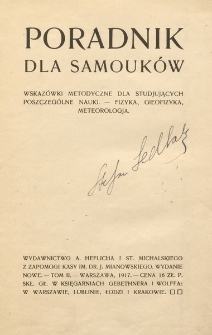 PORADNIK
DLA SAMOUKÓW
WSKAZÓWKI METODYCZNE DLA STUDJUJĄCYCH
POSZCZEGÓLNE NAUKI. — FIZYKA, GEOFIZYKA,
METEOROLOGJA.
Stefan
WYDAWNICTWO A. HEFLICHA I ST. MICHALSKIEGO
Z ZAPOMOGI KASY IM. DR. J. MIANOWSKIEGO. WYDANIE
NOWE. — TOM II. — WARSZAWA, 1917. — CENA 16 ZŁ. P.
SKŁ. GŁ. W KSIĘGARNIACH GEBETHNERA I WOLFFA:
W WARSZAWIE, LUBLINIE, ŁODZI I KRAKOWIE.